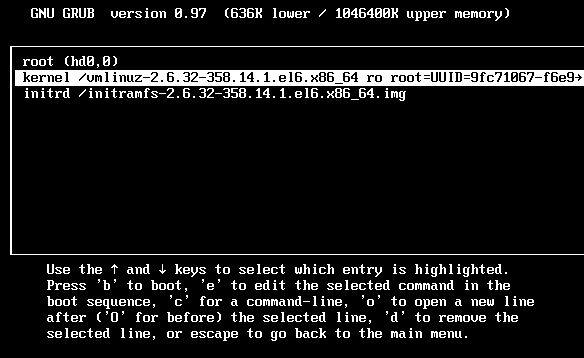 GNU GRUB  version 0.97  (636K lower / 1046400K upper memory)
root (hd0,0)
kernel /vmlinuz-2.6.32-358.14.1.el6.x86_64 ro root=UUID=9fc71067-f6e9→
initrd /initramfs-2.6.32-358.14.1.el6.x86_64.img
Use the ↑ and ↓ keys to select which entry is highlighted.
Press 'b' to boot, 'e' to edit the selected command in the
boot sequence, 'c' for a command-line, 'o' to open a new line
after ('O' for before) the selected line, 'd' to remove the
selected line, or escape to go back to the main menu.